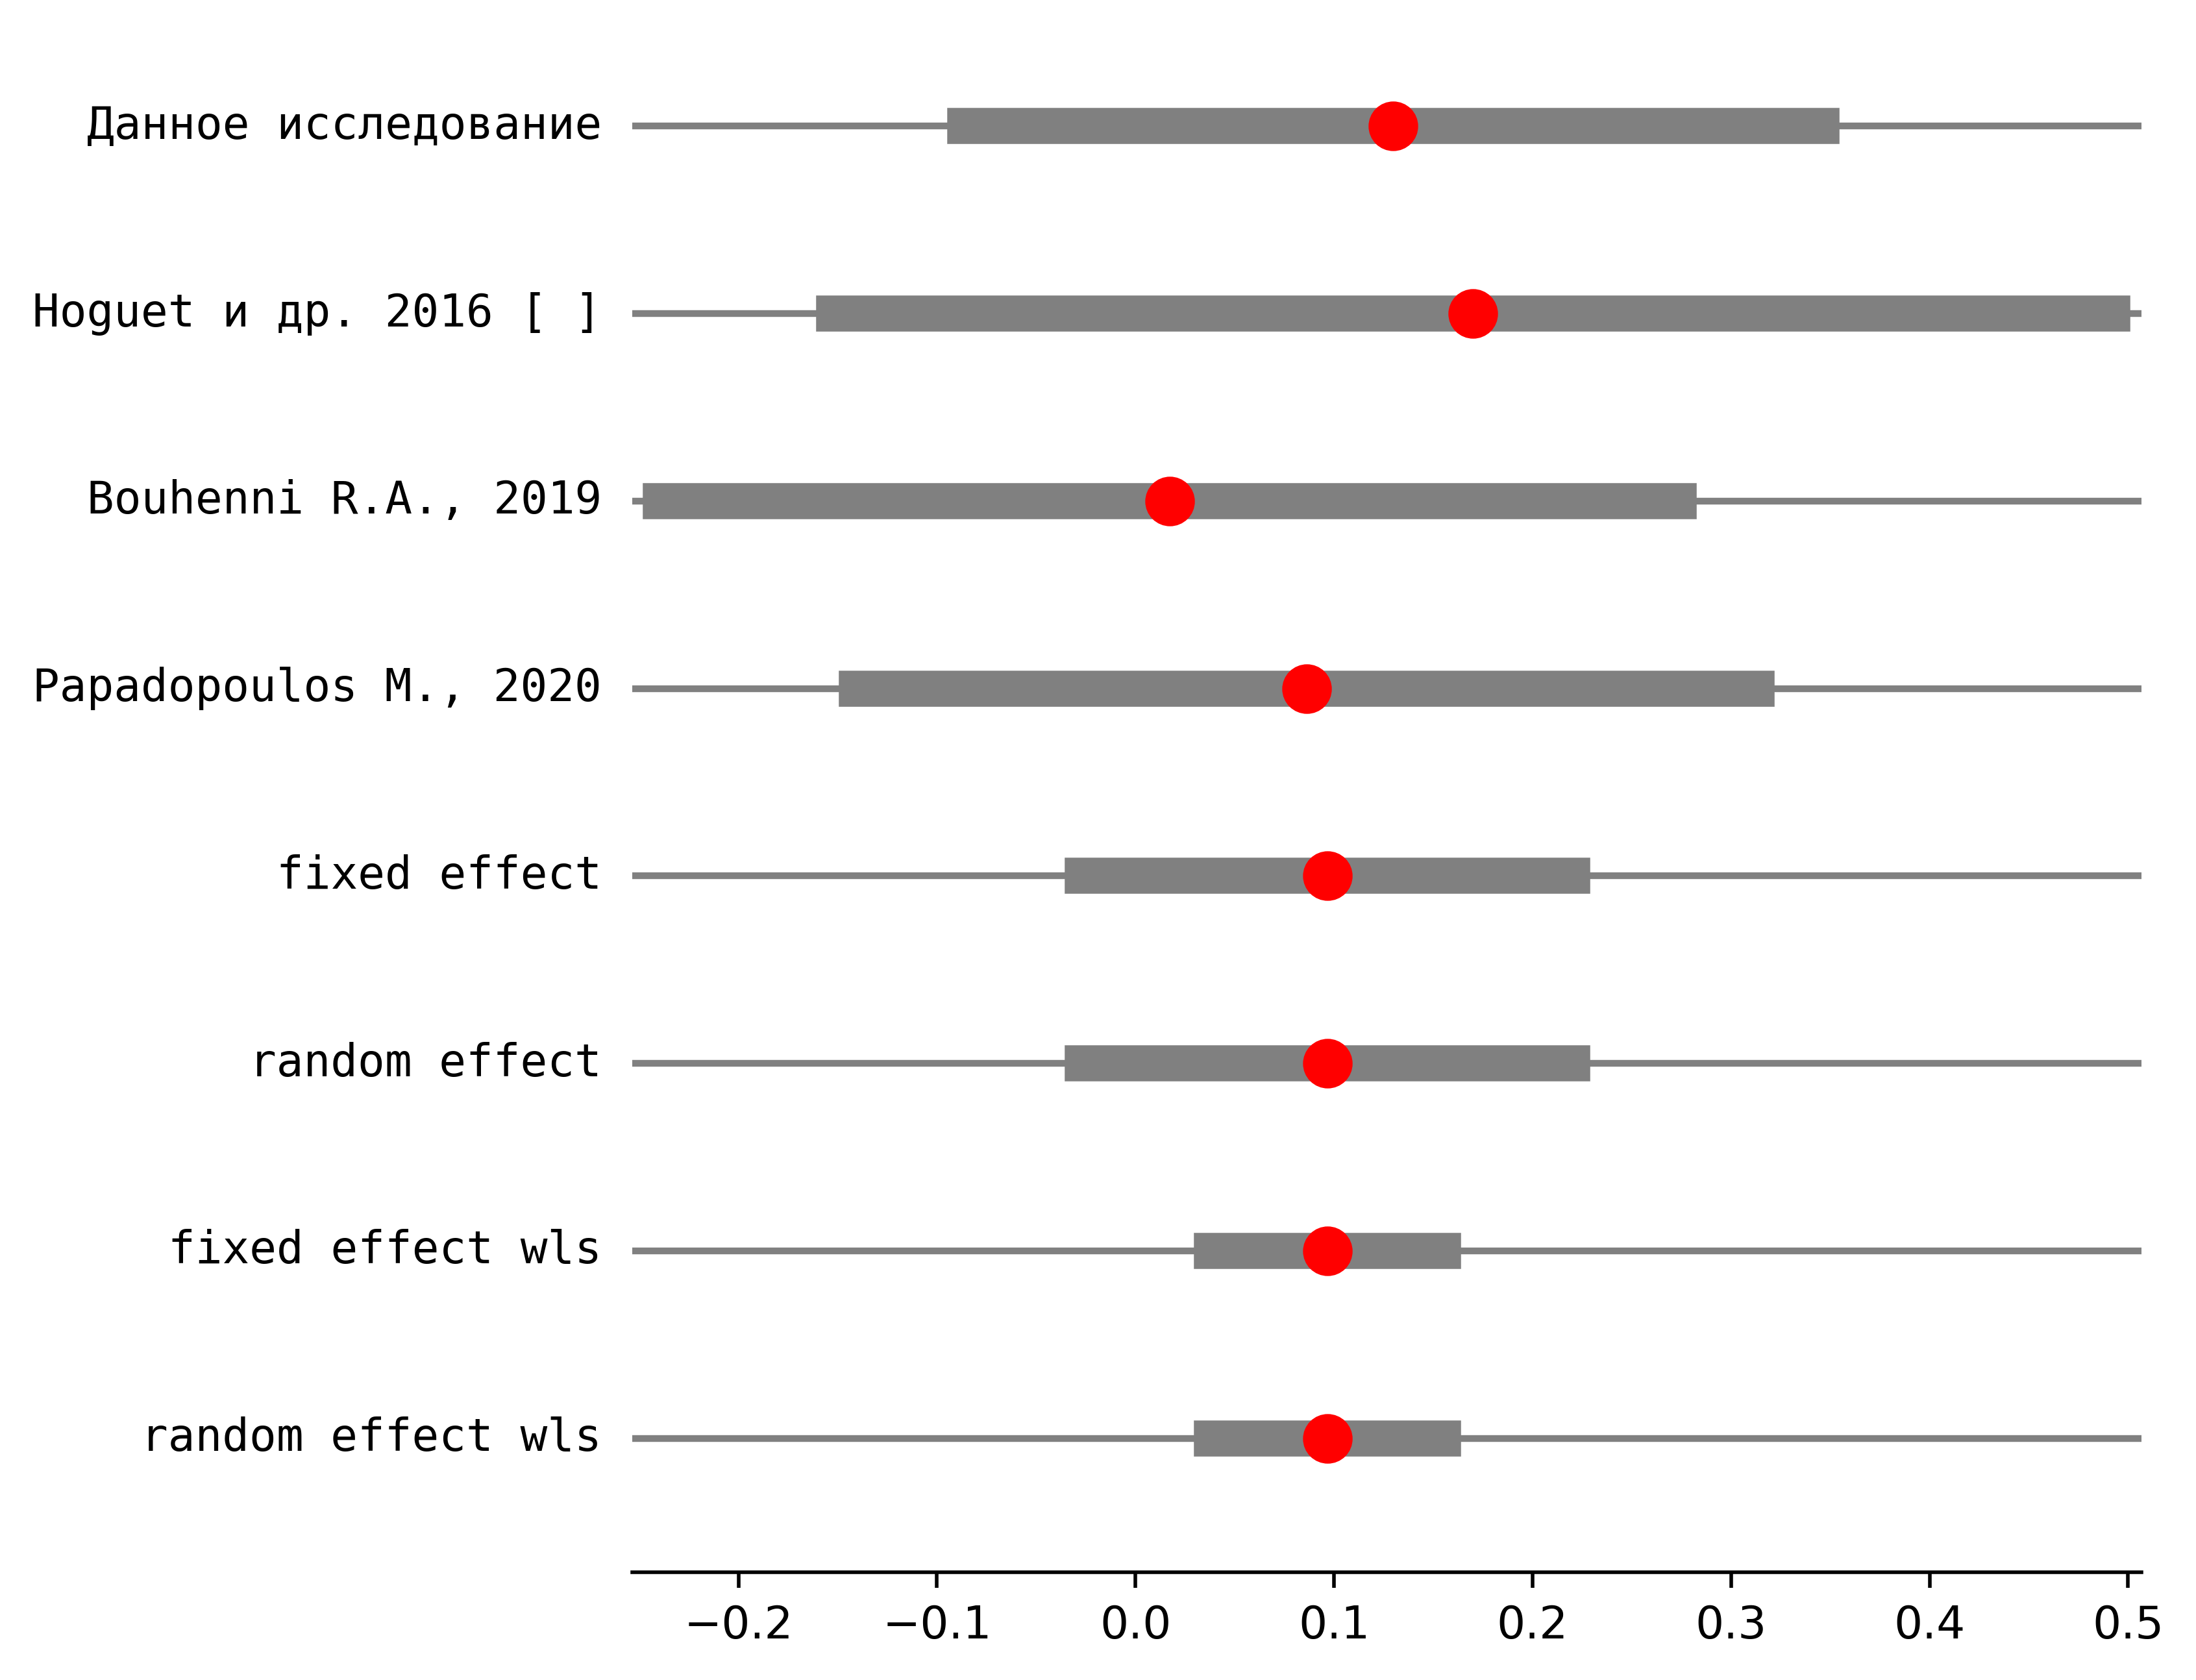 Данное исследование
Hoguet и др. 2016 [ ]
Bouhenni R.A., 2019
Papadopoulos M., 2020
fixed effect
random effect
fixed effect wls
random effect wls
−0.2 −0.1 0.0 0.1 0.2 0.3 0.4 0.5